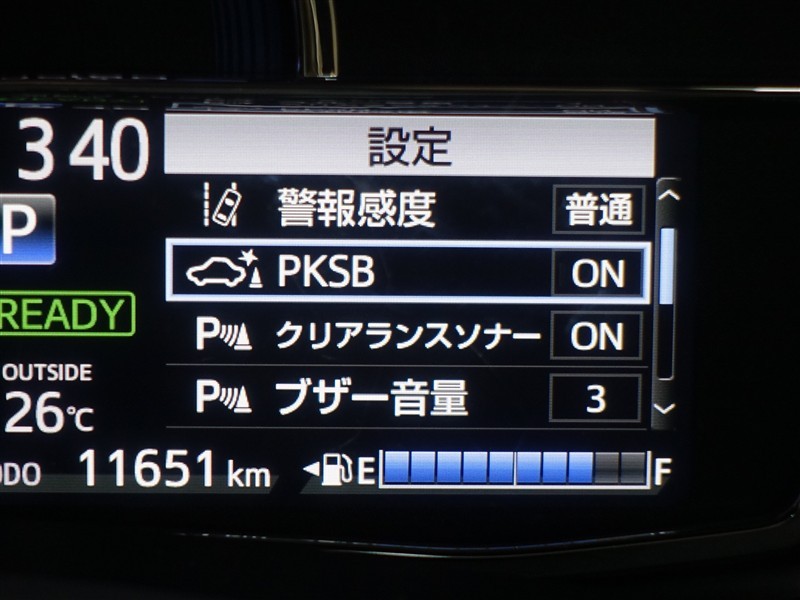 3 40
設定
警報感度 普通
P
PKSB ON
READY
P クリアランスソナー ON
OUTSIDE
26℃
P ブザー音量 3
ODO 11651 km
E F